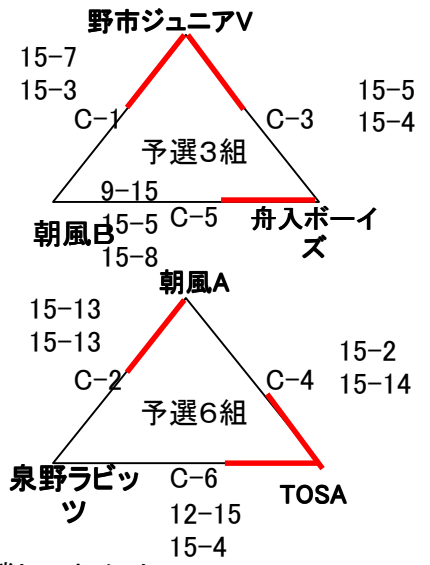 野市ジュニアV
15-7
15-3
C-1
15-5
15-4
C-3
予選3組
9-15
15-5
15-8
C-5
朝風B
舟入ボーイ
ズ
朝風A
15-13
15-13
C-2
15-2
15-14
C-4
予選6組
泉野ラビッ
ツ
C-6
12-15
15-4
TOSA